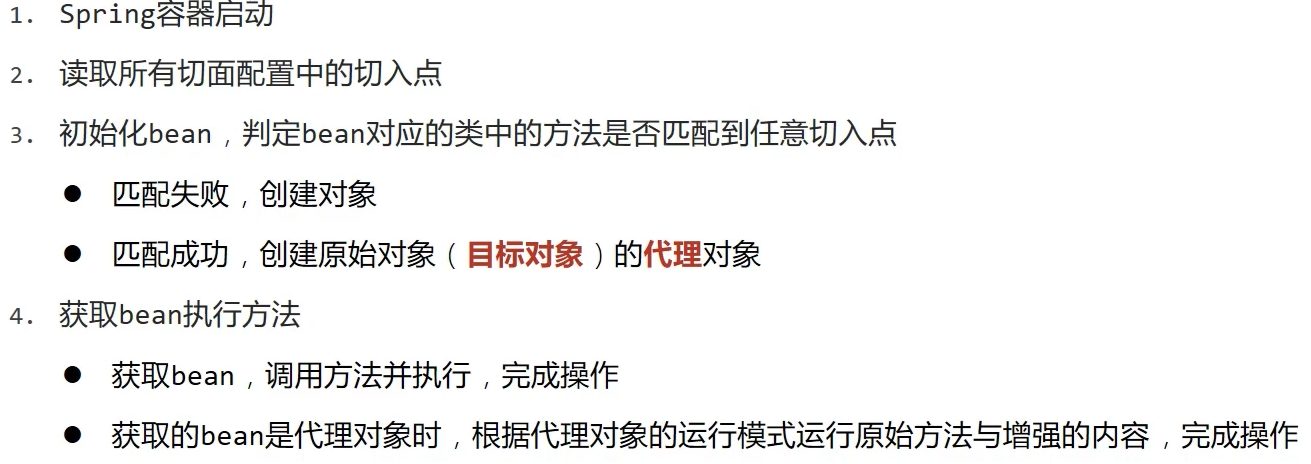 1. Spring容器启动
2. 读取所有切面配置中的切入点
3. 初始化bean，判定bean对应的类中的方法是否匹配到任意切入点
● 匹配失败，创建对象
● 匹配成功，创建原始对象（目标对象）的代理对象
4. 获取bean执行方法
● 获取bean，调用方法并执行，完成操作
● 获取的bean是代理对象时，根据代理对象的运行模式运行原始方法与增强的内容，完成操作